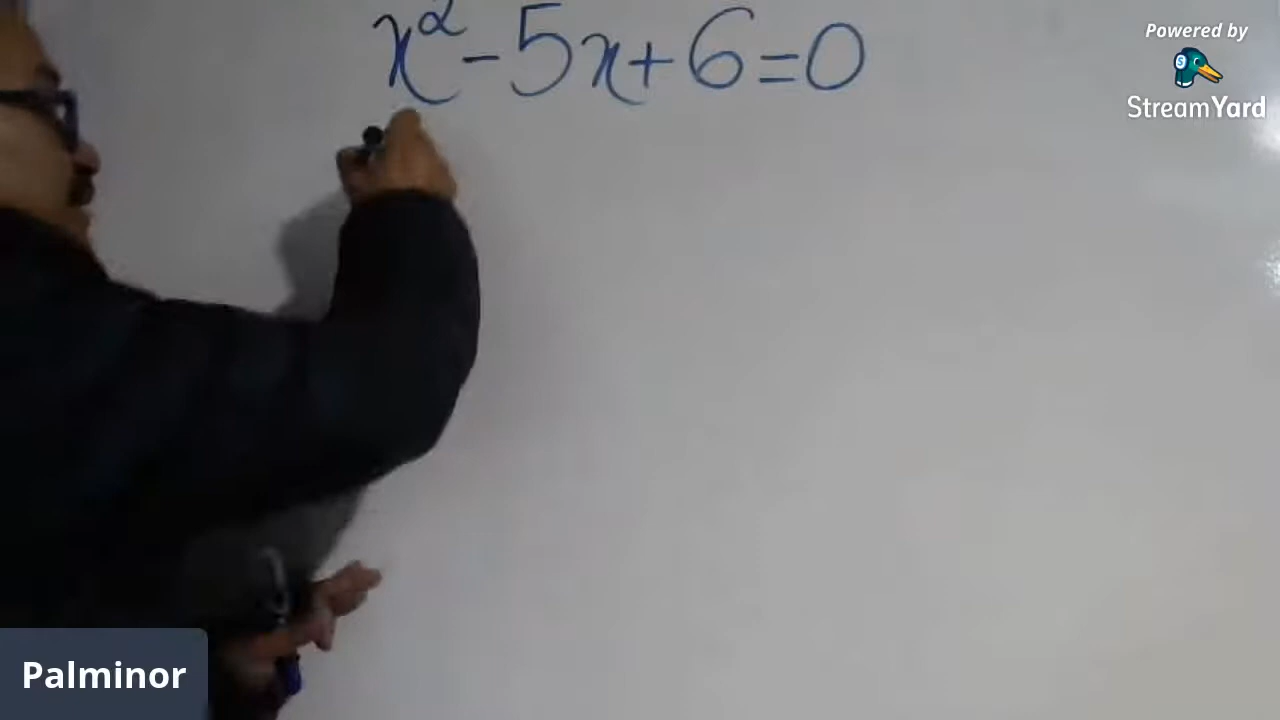 x² - 5x + 6 = 0
Powered by
StreamYard
Palminor